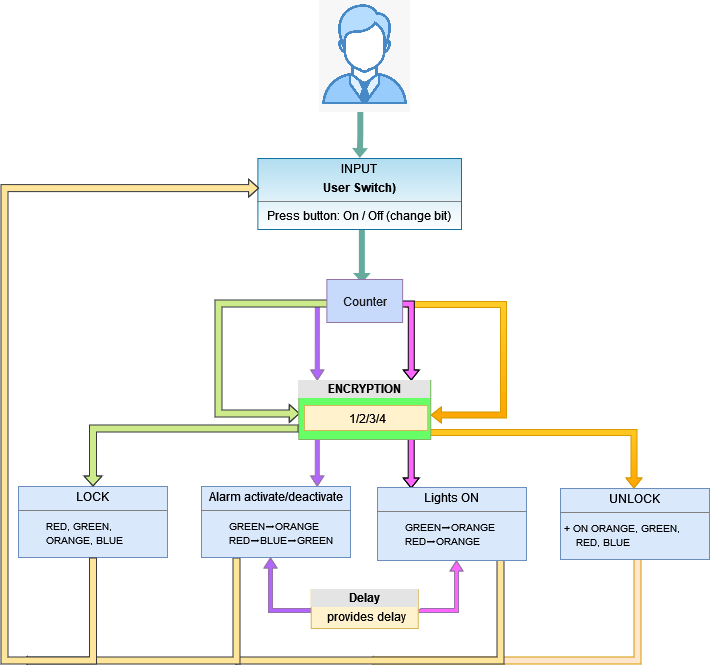 INPUT
User Switch)
Press button: On / Off (change bit)
Counter
ENCRYPTION
1/2/3/4
LOCK
RED, GREEN,
ORANGE, BLUE
Alarm activate/deactivate
GREEN→ORANGE
RED→BLUE→GREEN
Lights ON
GREEN→ORANGE
RED→ORANGE
UNLOCK
+ ON ORANGE, GREEN,
RED, BLUE
Delay
provides delay